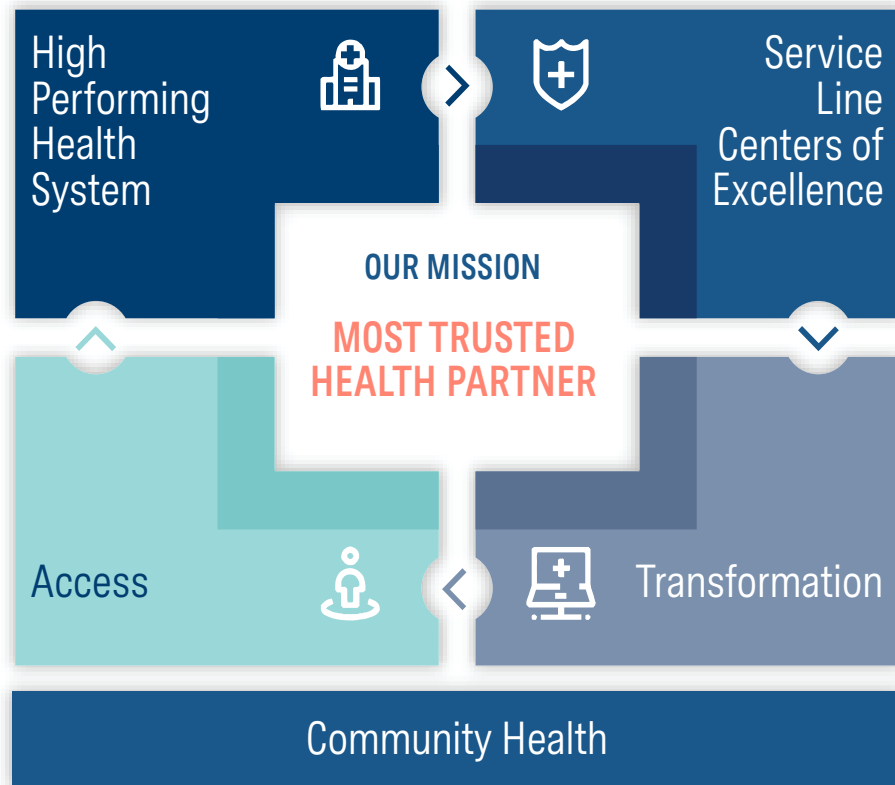 High
Performing
Health
System
Service
Line
Centers of
Excellence
OUR MISSION
MOST TRUSTED
HEALTH PARTNER
Access
Transformation
Community Health